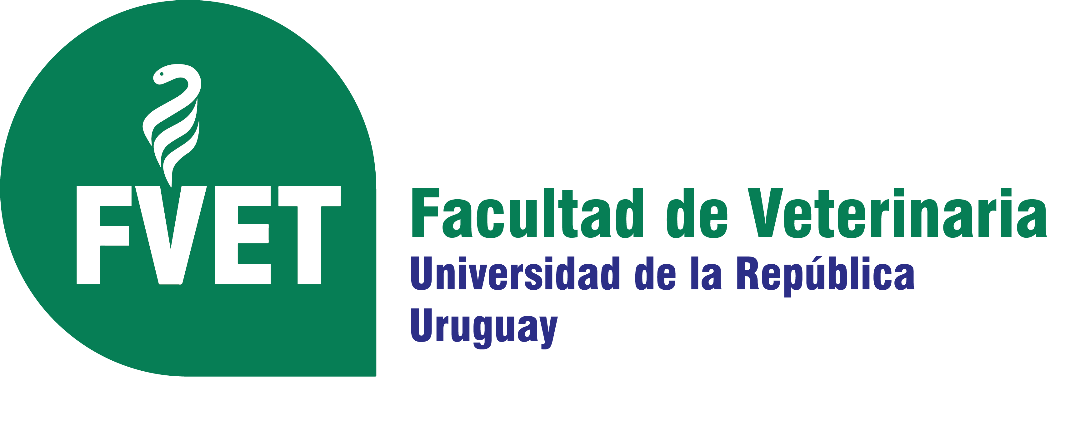 FVET
Facultad de Veterinaria
Universidad de la República
Uruguay